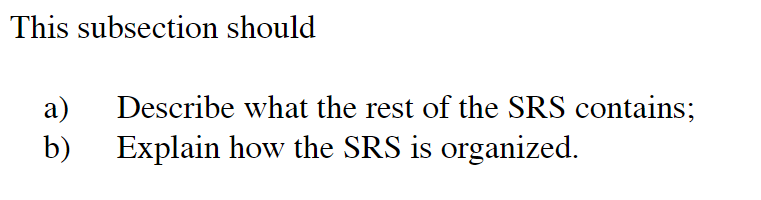 This subsection should
a) Describe what the rest of the SRS contains;
b) Explain how the SRS is organized.